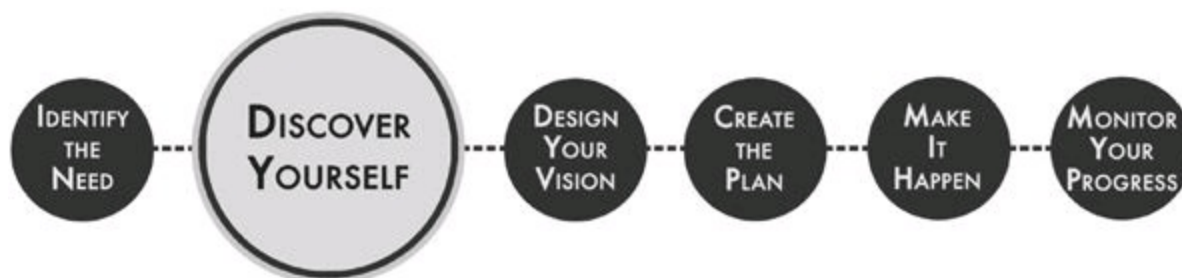 IDENTIFY
THE
NEED
DISCOVER
YOURSELF
DESIGN
YOUR
VISION
CREATE
THE
PLAN
MAKE
IT
HAPPEN
MONITOR
YOUR
PROGRESS